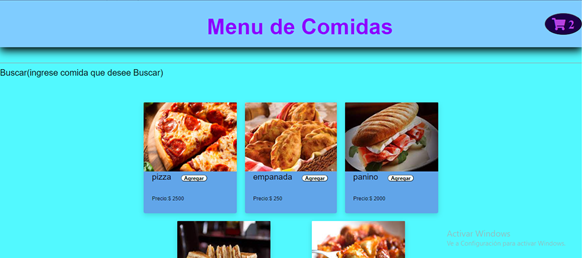 Menu de Comidas
2
Buscar(ingrese comida que desee Buscar)
pizza Agregar
Precio:$ 2500
empanada Agregar
Precio:$ 250
panino Agregar
Precio:$ 2000
Activar Windows
Ve a Configuración para activar Windows.